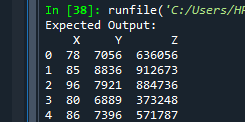 In [38]: runfile('C:/Users/HP
Expected Output:
X Y Z
0 78 7056 636056
1 85 8836 912673
2 96 7921 884736
3 80 6889 373248
4 86 7396 571787